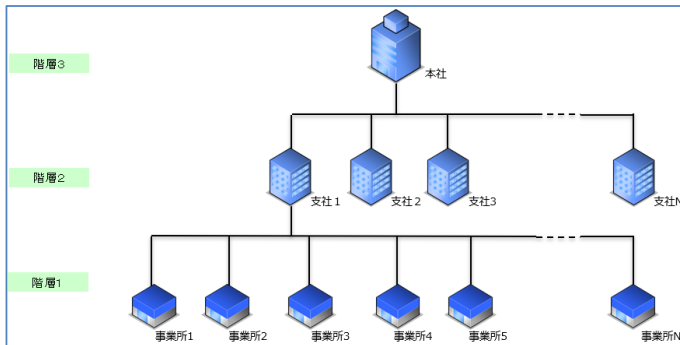 階層3
本社
階層2
支社1
支社2
支社3
支社N
階層1
事業所1
事業所2
事業所3
事業所4
事業所5
事業所N